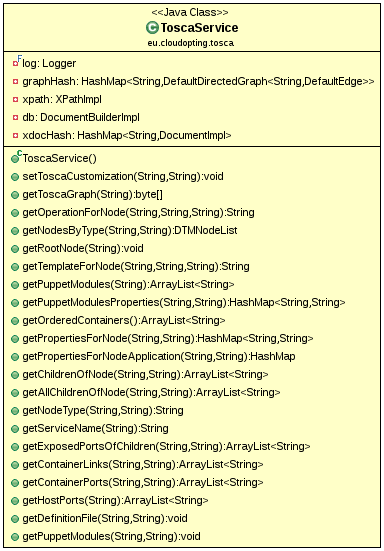 <<Java Class>>
C ToscaService
eu.cloudopting.tosca
F log: Logger
graphHash: HashMap<String,DefaultDirectedGraph<String,DefaultEdge>>
xpath: XPathImpl
db: DocumentBuilderImpl
xdocHash: HashMap<String,DocumentImpl>
C ToscaService()
setToscaCustomization(String,String):void
getToscaGraph(String):byte[]
getOperationForNode(String,String,String):String
getNodesByType(String,String):DTMNodeList
getRootNode(String):void
getTemplateForNode(String,String,String):String
getPuppetModules(String):ArrayList<String>
getPuppetModulesProperties(String,String):HashMap<String,String>
getOrderedContainers():ArrayList<String>
getPropertiesForNode(String,String):HashMap<String,String>
getPropertiesForNodeApplication(String,String):HashMap
getChildrenOfNode(String,String):ArrayList<String>
getAllChildrenOfNode(String,String):ArrayList<String>
getNodeType(String,String):String
getServiceName(String):String
getExposedPortsOfChildren(String,String):ArrayList<String>
getContainerLinks(String,String):ArrayList<String>
getContainerPorts(String,String):ArrayList<String>
getHostPorts(String):ArrayList<String>
getDefinitionFile(String,String):void
getPuppetModules(String,String):void